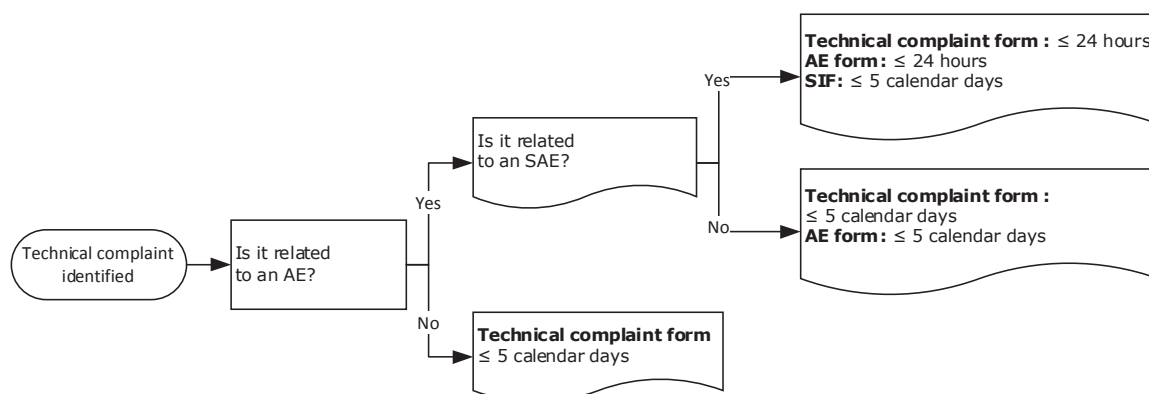 Technical complaint
identified
Is it related
to an AE?
Yes
No
Is it related
to an SAE?
Technical complaint form
≤ 5 calendar days
Yes
No
Technical complaint form : ≤ 24 hours
AE form: ≤ 24 hours
SIF: ≤ 5 calendar days
Technical complaint form :
≤ 5 calendar days
AE form: ≤ 5 calendar days